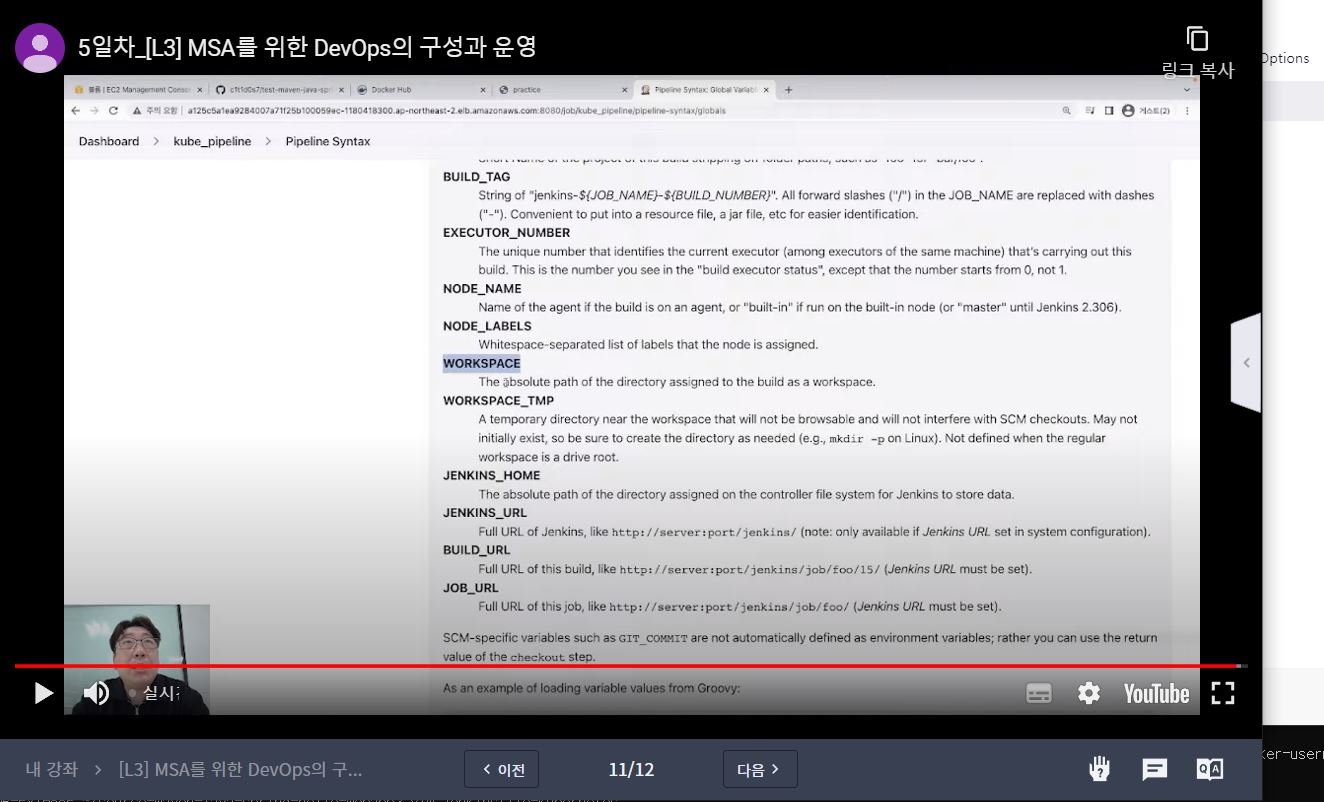 5일차_[L3] MSA를 위한 DevOps의 구성과 운영
링크 복사
Options
EC2 Management Conso
Docker Hub
practice
Pipeline Syntax: Global Variabl
주의 요함
a125c5a1ea9284007a71f25b100059ec-1180418300.ap-northeast-2.elb.amazonaws.com:8080/job/kube_pipeline/pipeline-syntax/globals
게스트(2)
Dashboard > kube_pipeline > Pipeline Syntax
BUILD_TAG
String of "jenkins-${JOB_NAME}-${BUILD_NUMBER}". All forward slashes ("/") in the JOB_NAME are replaced with dashes
("-"). Convenient to put into a resource file, a jar file, etc for easier identification.
EXECUTOR_NUMBER
The unique number that identifies the current executor (among executors of the same machine) that's carrying out this
build. This is the number you see in the "build executor status", except that the number starts from 0, not 1.
NODE_NAME
Name of the agent if the build is on an agent, or "built-in" if run on the built-in node (or "master" until Jenkins 2.306).
NODE_LABELS
Whitespace-separated list of labels that the node is assigned.
WORKSPACE
The absolute path of the directory assigned to the build as a workspace.
WORKSPACE_TMP
A temporary directory near the workspace that will not be browsable and will not interfere with SCM checkouts. May not
initially exist, so be sure to create the directory as needed (e.g., mkdir -p on Linux). Not defined when the regular
workspace is a drive root.
JENKINS_HOME
The absolute path of the directory assigned on the controller file system for Jenkins to store data.
JENKINS_URL
Full URL of Jenkins, like http://server:port/jenkins/ (note: only available if Jenkins URL set in system configuration).
BUILD_URL
Full URL of this build, like http://server:port/jenkins/job/foo/15/ (Jenkins URL must be set).
JOB_URL
Full URL of this job, like http://server:port/jenkins/job/foo/ (Jenkins URL must be set).
SCM-specific variables such as GIT_COMMIT are not automatically defined as environment variables; rather you can use the return
value of the checkout step.
As an example of loading variable values from Groovy:
실시간
YouTube
내 강좌 > [L3] MSA를 위한 DevOps의 구...
< 이전
11/12
다음 >
Q A
ker-user